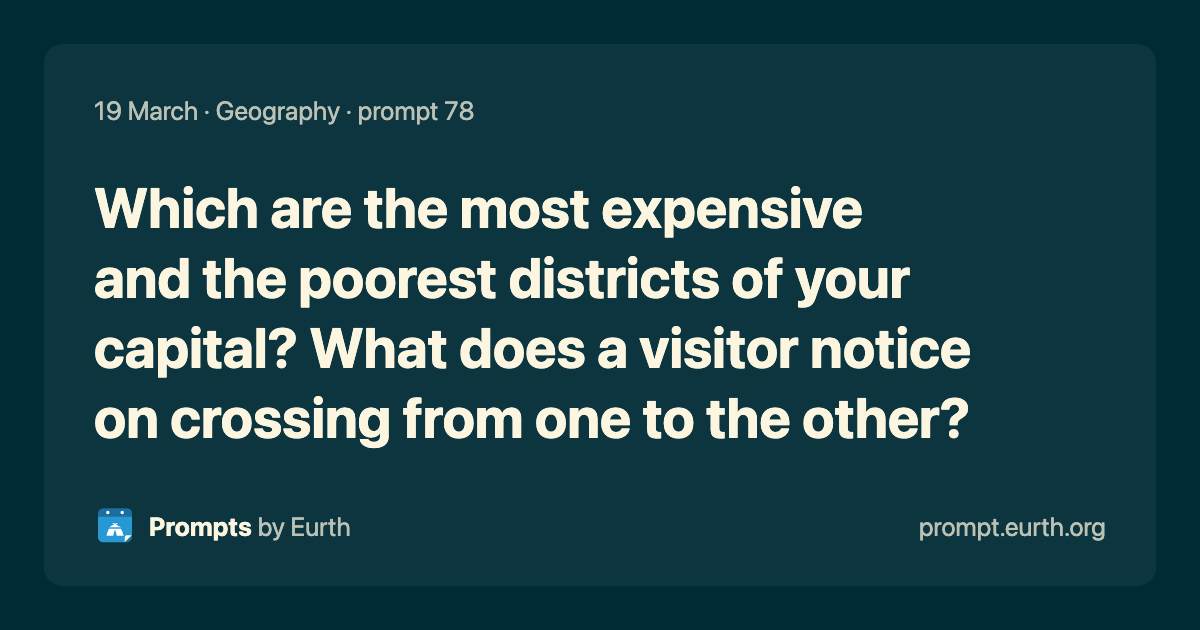 19 March · Geography · prompt 78
Which are the most expensive
and the poorest districts of your
capital? What does a visitor notice
on crossing from one to the other?
Prompts by Eurth
prompt.eurth.org